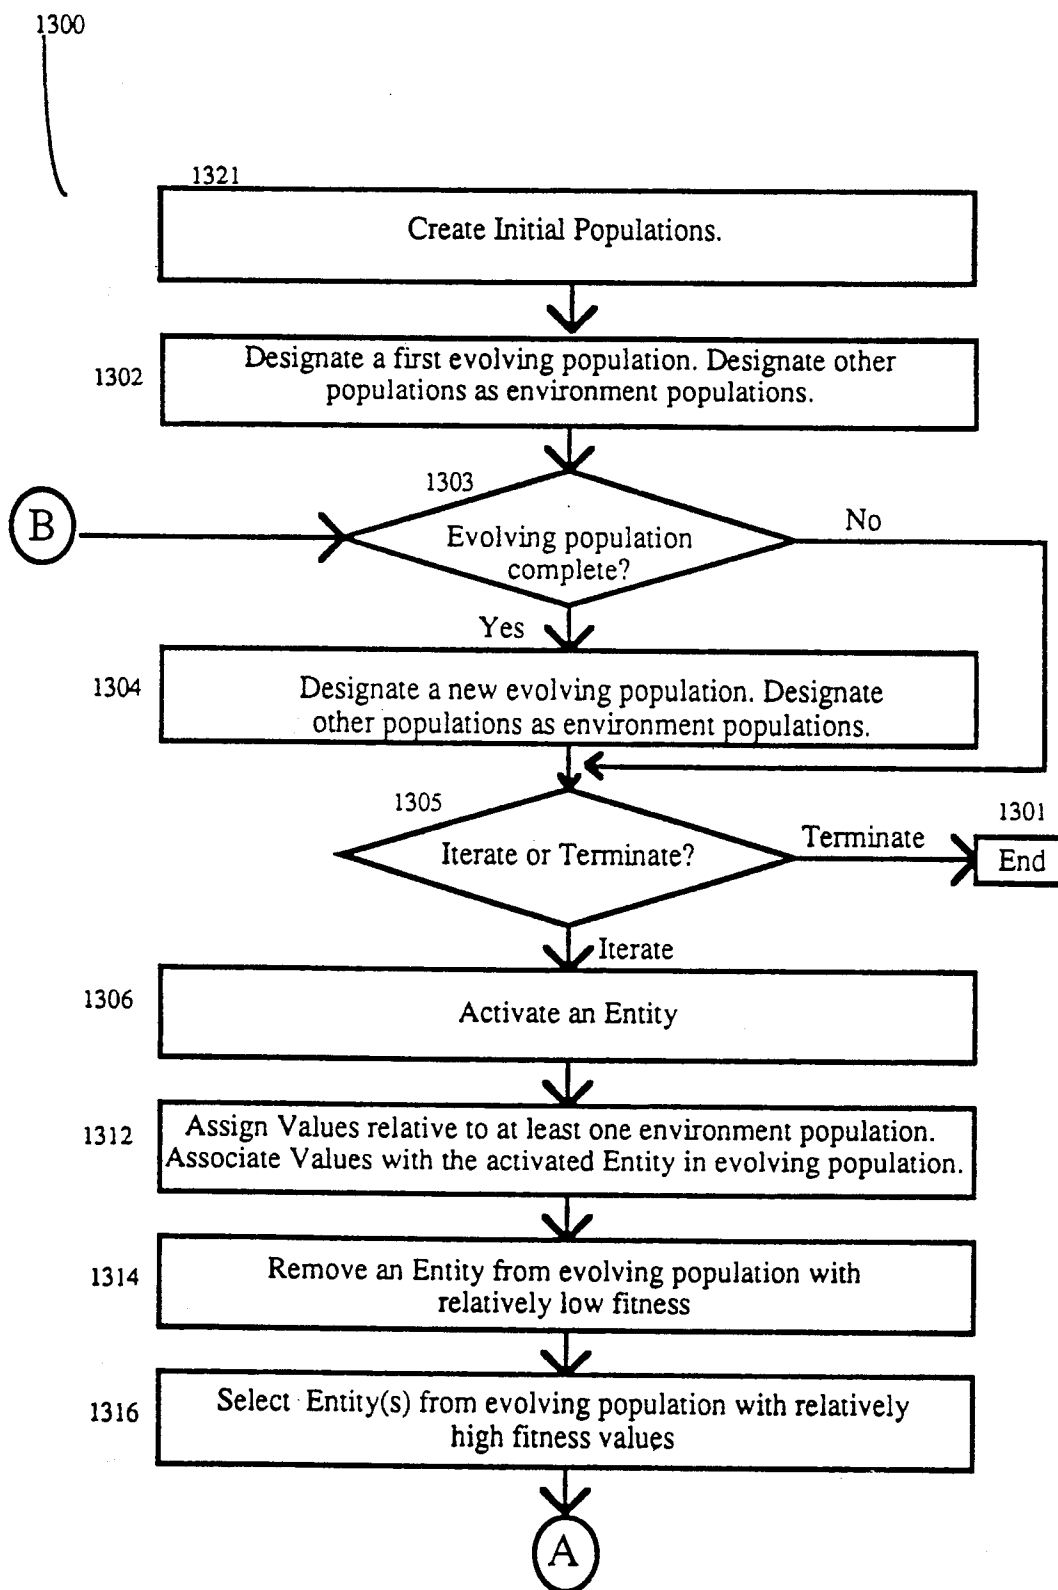 1300
1321
Create Initial Populations.
1302
Designate a first evolving population. Designate other
populations as environment populations.
1303
B
No
Evolving population
complete?
Yes
1304
Designate a new evolving population. Designate
other populations as environment populations.
1305
1301
Iterate or Terminate?
Terminate
End
Iterate
1306
Activate an Entity
1312
Assign Values relative to at least one environment population.
Associate Values with the activated Entity in evolving population.
1314
Remove an Entity from evolving population with
relatively low fitness
1316
Select Entity(s) from evolving population with relatively
high fitness values
A